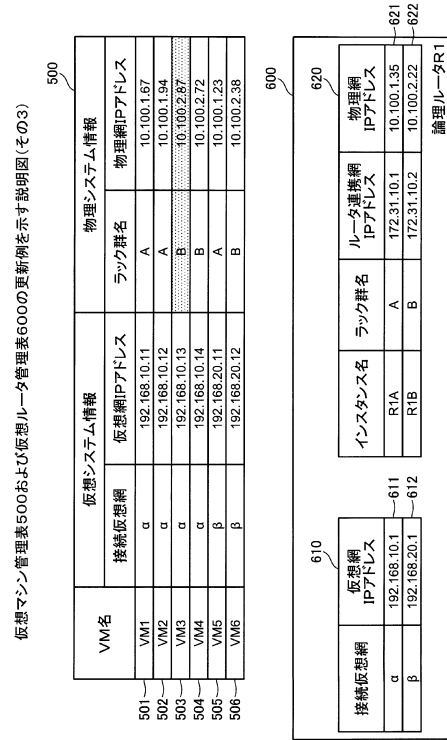 仮想マシン管理表500および仮想ルータ管理表600の更新例を示す説明図(その3)
500
VM名 仮想システム情報 物理システム情報
接続仮想網 仮想網IPアドレス ラック群名 物理網IPアドレス
501 VM1 α 192.168.10.11 A 10.100.1.67
502 VM2 α 192.168.10.12 A 10.100.1.94
503 VM3 α 192.168.10.13 B 10.100.2.87
504 VM4 α 192.168.10.14 B 10.100.2.72
505 VM5 β 192.168.20.11 A 10.100.1.23
506 VM6 β 192.168.20.12 B 10.100.2.38
600
610
接続仮想網 仮想網IPアドレス
α 192.168.10.1 611
β 192.168.20.1 612
620
インスタンス名 ラック群名 ルータ連携網IPアドレス 物理網IPアドレス
R1A A 172.31.10.1 10.100.1.35 621
R1B B 172.31.10.2 10.100.2.22 622
論理ルータR1